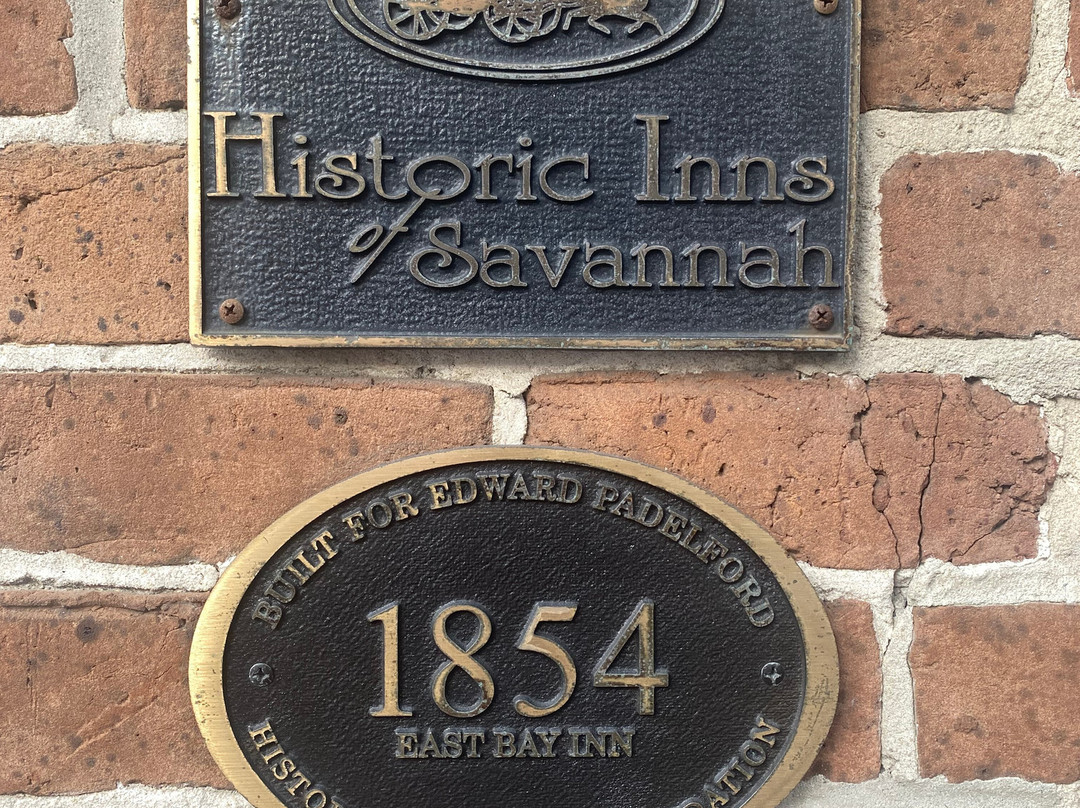 Historic Inns
of Savannah
BUILT FOR EDWARD PADELFORD
1854
EAST BAY INN